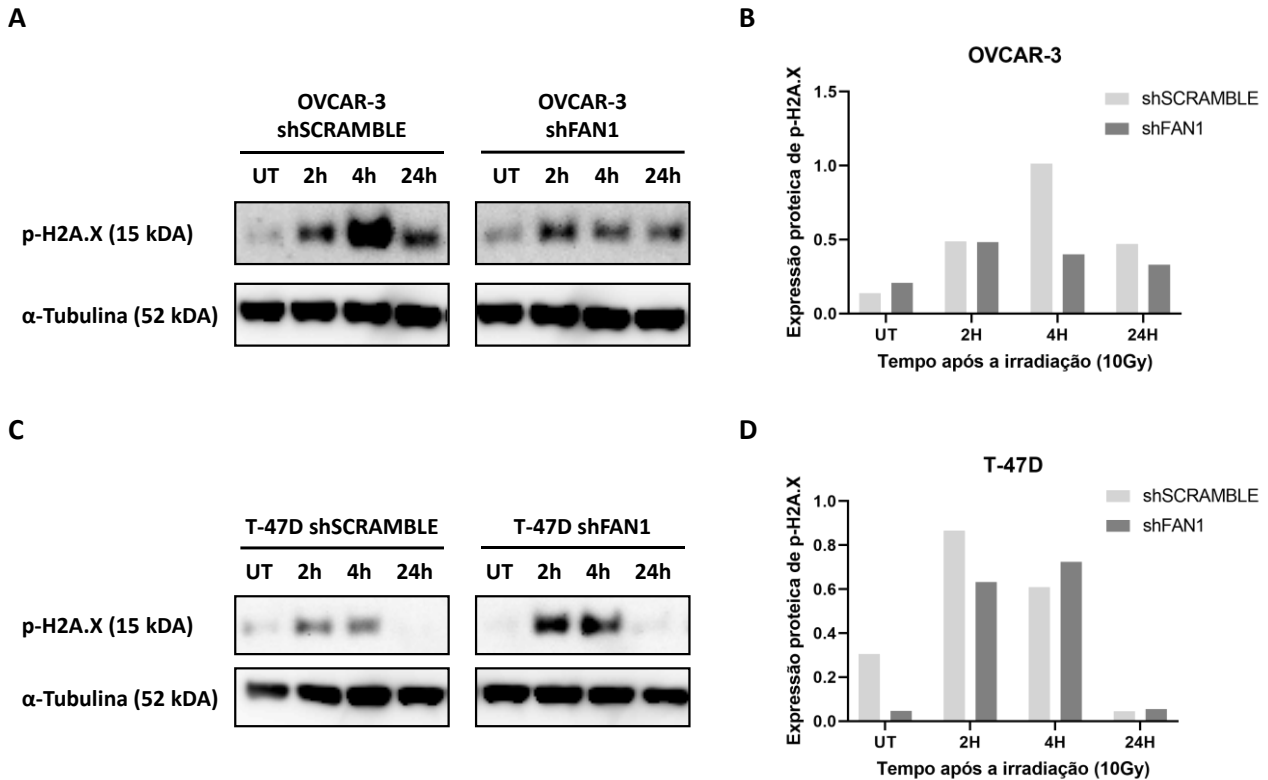 A
OVCAR-3
shSCRAMBLE
OVCAR-3
shFAN1
UT 2h 4h 24h
UT 2h 4h 24h
p-H2A.X (15 kDA)
α-Tubulina (52 kDA)
B
OVCAR-3
shSCRAMBLE
shFAN1
Expressão proteica de p-H2A.X
1.5
1.0
0.5
0.0
UT 2H 4H 24H
Tempo após a irradiação (10Gy)
C
T-47D shSCRAMBLE
T-47D shFAN1
UT 2h 4h 24h
UT 2h 4h 24h
p-H2A.X (15 kDA)
α-Tubulina (52 kDA)
D
T-47D
shSCRAMBLE
shFAN1
Expressão proteica de p-H2A.X
1.0
0.8
0.6
0.4
0.2
0.0
UT 2H 4H 24H
Tempo após a irradiação (10Gy)